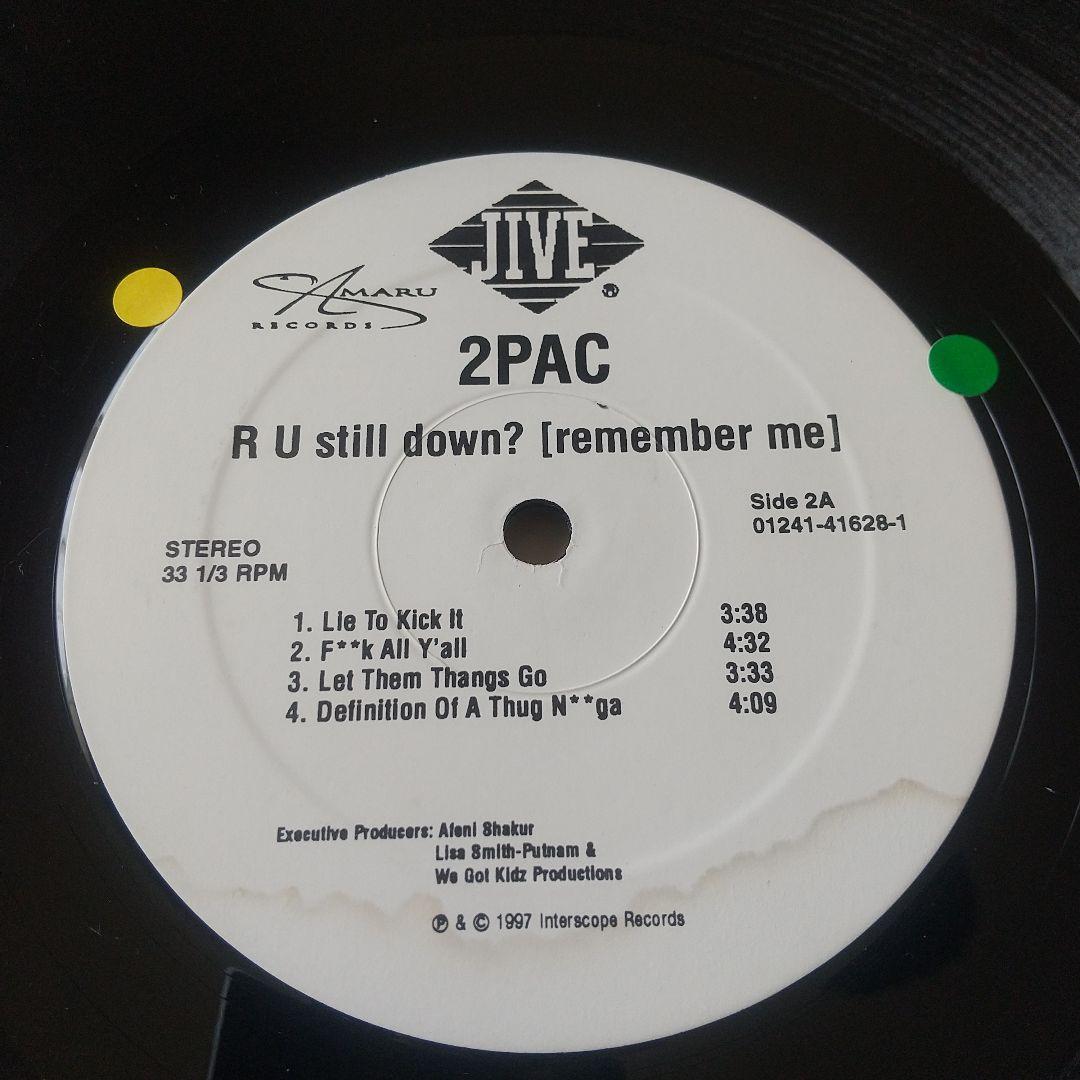 JIVE
®
AMARU
RECORDS
2PAC
R U still down? [remember me]
Side 2A
01241-41628-1
STEREO
33 1/3 RPM
1. Lie To Kick It 3:38
2. F**k All Y'all 4:32
3. Let Them Thangs Go 3:33
4. Definition Of A Thug N**ga 4:09
Executive Producers: Afeni Shakur
Lisa Smith-Putnam &
We Got Kidz Productions
℗ & © 1997 Interscope Records